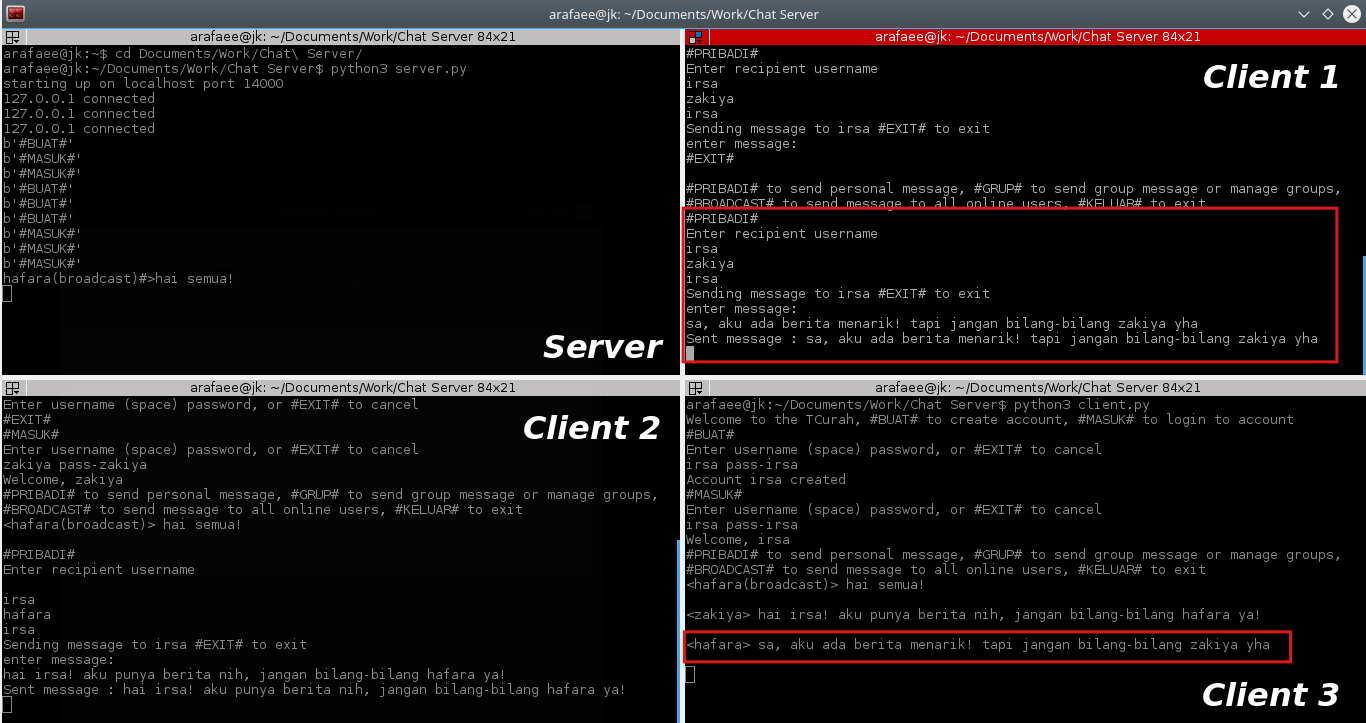 arafaee@jk: ~/Documents/Work/Chat Server
arafaee@jk: ~/Documents/Work/Chat Server 84x21
arafaee@jk:~$ cd Documents/Work/Chat\ Server/
arafaee@jk:~/Documents/Work/Chat Server$ python3 server.py
starting up on localhost port 14000
127.0.0.1 connected
127.0.0.1 connected
127.0.0.1 connected
b'#BUAT#'
b'#MASUK#'
b'#MASUK#'
b'#BUAT#'
b'#BUAT#'
b'#BUAT#'
b'#MASUK#'
b'#MASUK#'
b'#MASUK#'
hafara(broadcast)#>hai semua!
Server
arafaee@jk: ~/Documents/Work/Chat Server 84x21
#PRIBADI#
Enter recipient username
Client 1
irsa
zakiya
irsa
Sending message to irsa #EXIT# to exit
enter message:
#EXIT#
#PRIBADI# to send personal message, #GRUP# to send group message or manage groups,
#BROADCAST# to send message to all online users, #KELUAR# to exit
#PRIBADI#
Enter recipient username
irsa
zakiya
irsa
Sending message to irsa #EXIT# to exit
enter message:
sa, aku ada berita menarik! tapi jangan bilang-bilang zakiya yha
Sent message : sa, aku ada berita menarik! tapi jangan bilang-bilang zakiya yha
arafaee@jk: ~/Documents/Work/Chat Server 84x21
Enter username (space) password, or #EXIT# to cancel
#EXIT#
Client 2
#MASUK#
Enter username (space) password, or #EXIT# to cancel
zakiya pass-zakiya
Welcome, zakiya
#PRIBADI# to send personal message, #GRUP# to send group message or manage groups,
#BROADCAST# to send message to all online users, #KELUAR# to exit
<hafara(broadcast)> hai semua!
#PRIBADI#
Enter recipient username
irsa
hafara
irsa
Sending message to irsa #EXIT# to exit
enter message:
hai irsa! aku punya berita nih, jangan bilang-bilang hafara ya!
Sent message : hai irsa! aku punya berita nih, jangan bilang-bilang hafara ya!
arafaee@jk: ~/Documents/Work/Chat Server 84x21
arafaee@jk:~/Documents/Work/Chat Server$ python3 client.py
Welcome to the TCurah, #BUAT# to create account, #MASUK# to login to account
#BUAT#
Enter username (space) password, or #EXIT# to cancel
irsa pass-irsa
Account irsa created
#MASUK#
Enter username (space) password, or #EXIT# to cancel
irsa pass-irsa
Welcome, irsa
#PRIBADI# to send personal message, #GRUP# to send group message or manage groups,
#BROADCAST# to send message to all online users, #KELUAR# to exit
<hafara(broadcast)> hai semua!
<zakiya> hai irsa! aku punya berita nih, jangan bilang-bilang hafara ya!
<hafara> sa, aku ada berita menarik! tapi jangan bilang-bilang zakiya yha
Client 3